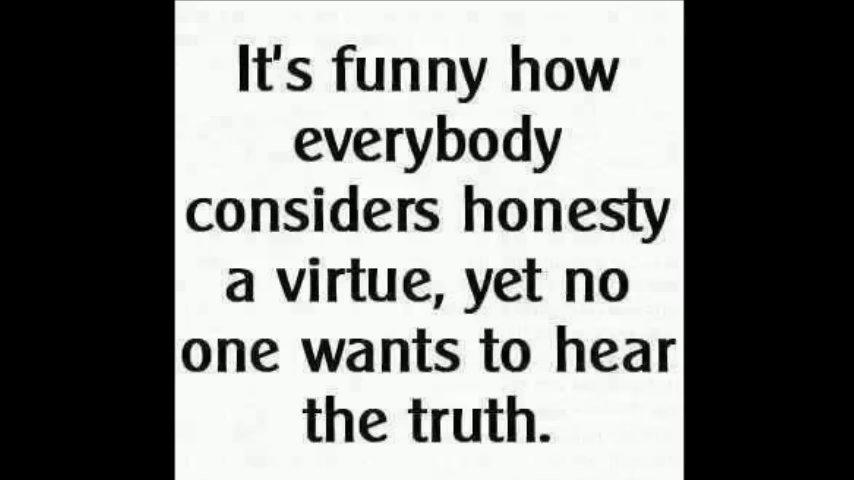 It's funny how
everybody
considers honesty
a virtue, yet no
one wants to hear
the truth.